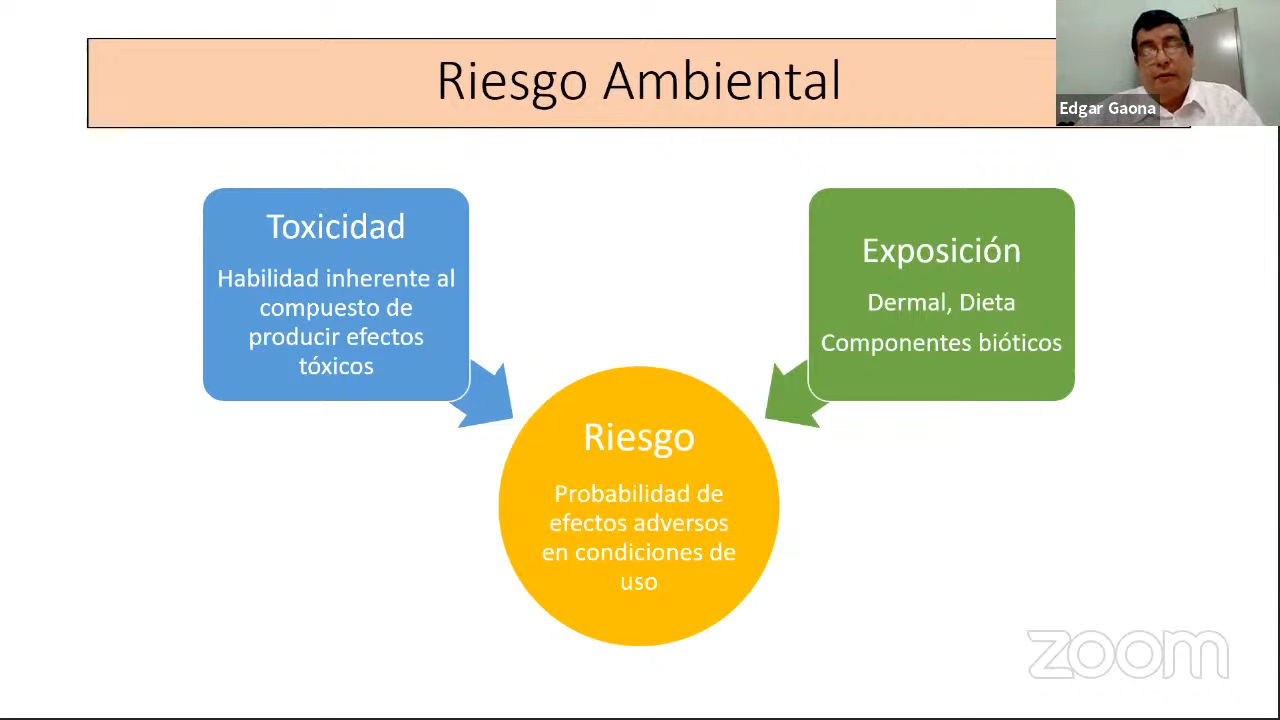 Riesgo Ambiental
Edgar Gaona
Toxicidad
Habilidad inherente al
compuesto de
producir efectos
tóxicos
Exposición
Dermal, Dieta
Componentes bióticos
Riesgo
Probabilidad de
efectos adversos
en condiciones de
uso
zoom